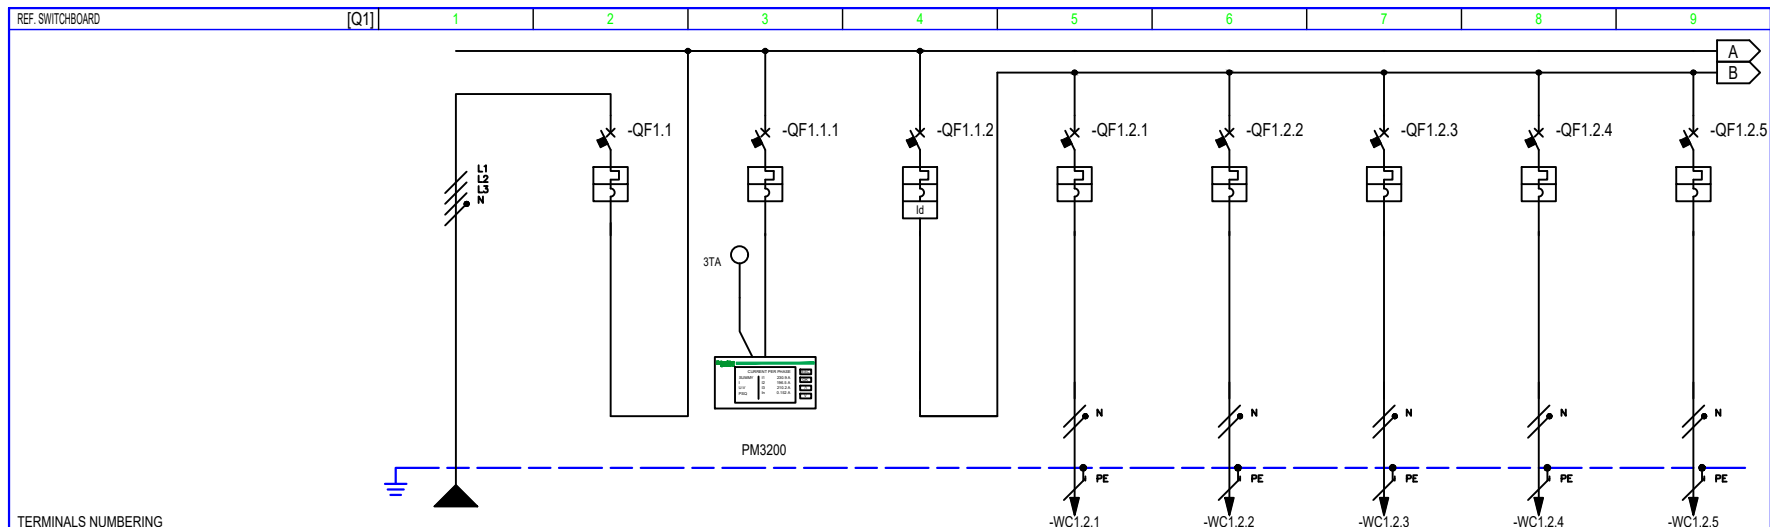 REF. SWITCHBOARD [Q1] 1 2 3 4 5 6 7 8 9
A
B
-QF1.1 -QF1.1.1 -QF1.1.2 -QF1.2.1 -QF1.2.2 -QF1.2.3 -QF1.2.4 -QF1.2.5
L1
L2
L3
N
Id
3TA
CURRENT PER PHASE
N N N N N
PM3200
PE PE PE PE PE
TERMINALS NUMBERING -WC1.2.1 -WC1.2.2 -WC1.2.3 -WC1.2.4 -WC1.2.5